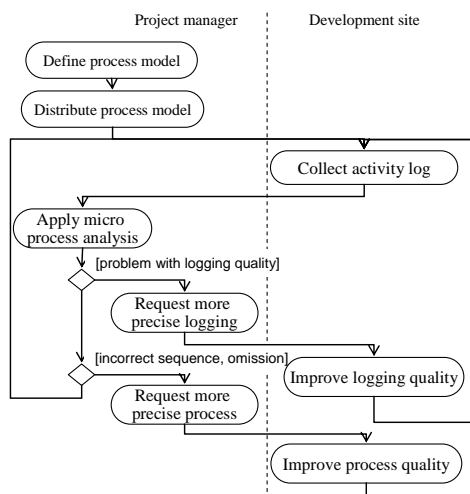 Project manager
Development site
Define process model
Distribute process model
Collect activity log
Apply micro
process analysis
[problem with logging quality]
Request more
precise logging
[incorrect sequence, omission]
Improve logging quality
Request more
precise process
Improve process quality